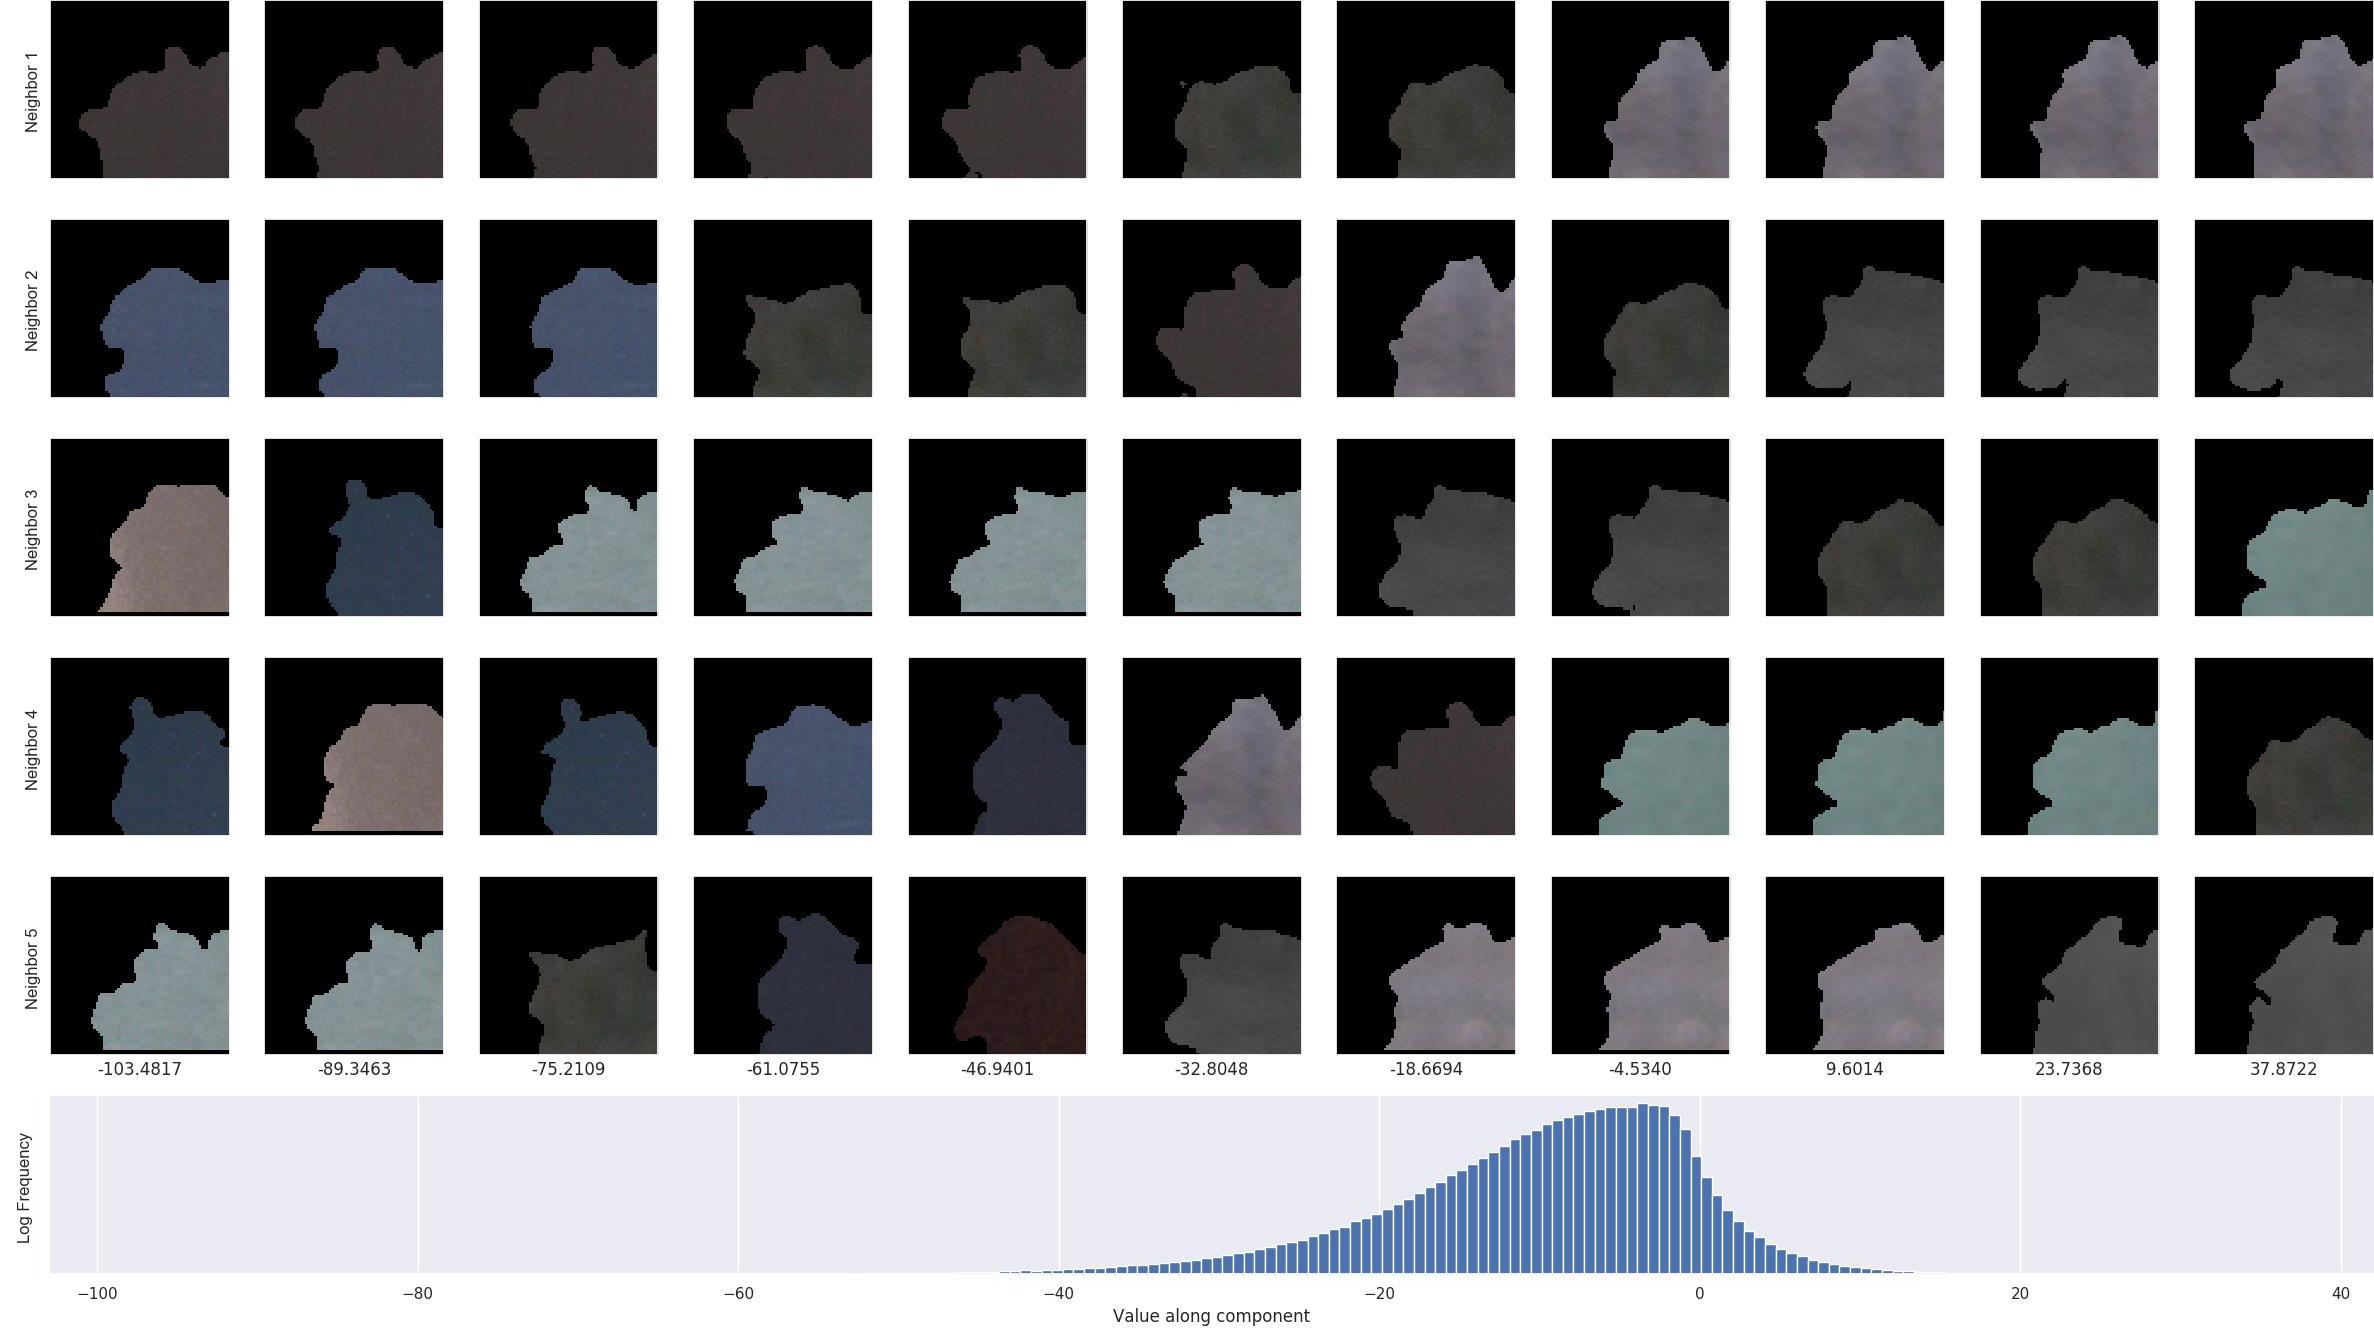 Neighbor 1
Neighbor 2
Neighbor 3
Neighbor 4
Neighbor 5
-103.4817 -89.3463 -75.2109 -61.0755 -46.9401 -32.8048 -18.6694 -4.5340 9.6014 23.7368 37.8722
Log Frequency
−100 −80 −60 −40 −20 0 20 40
Value along component